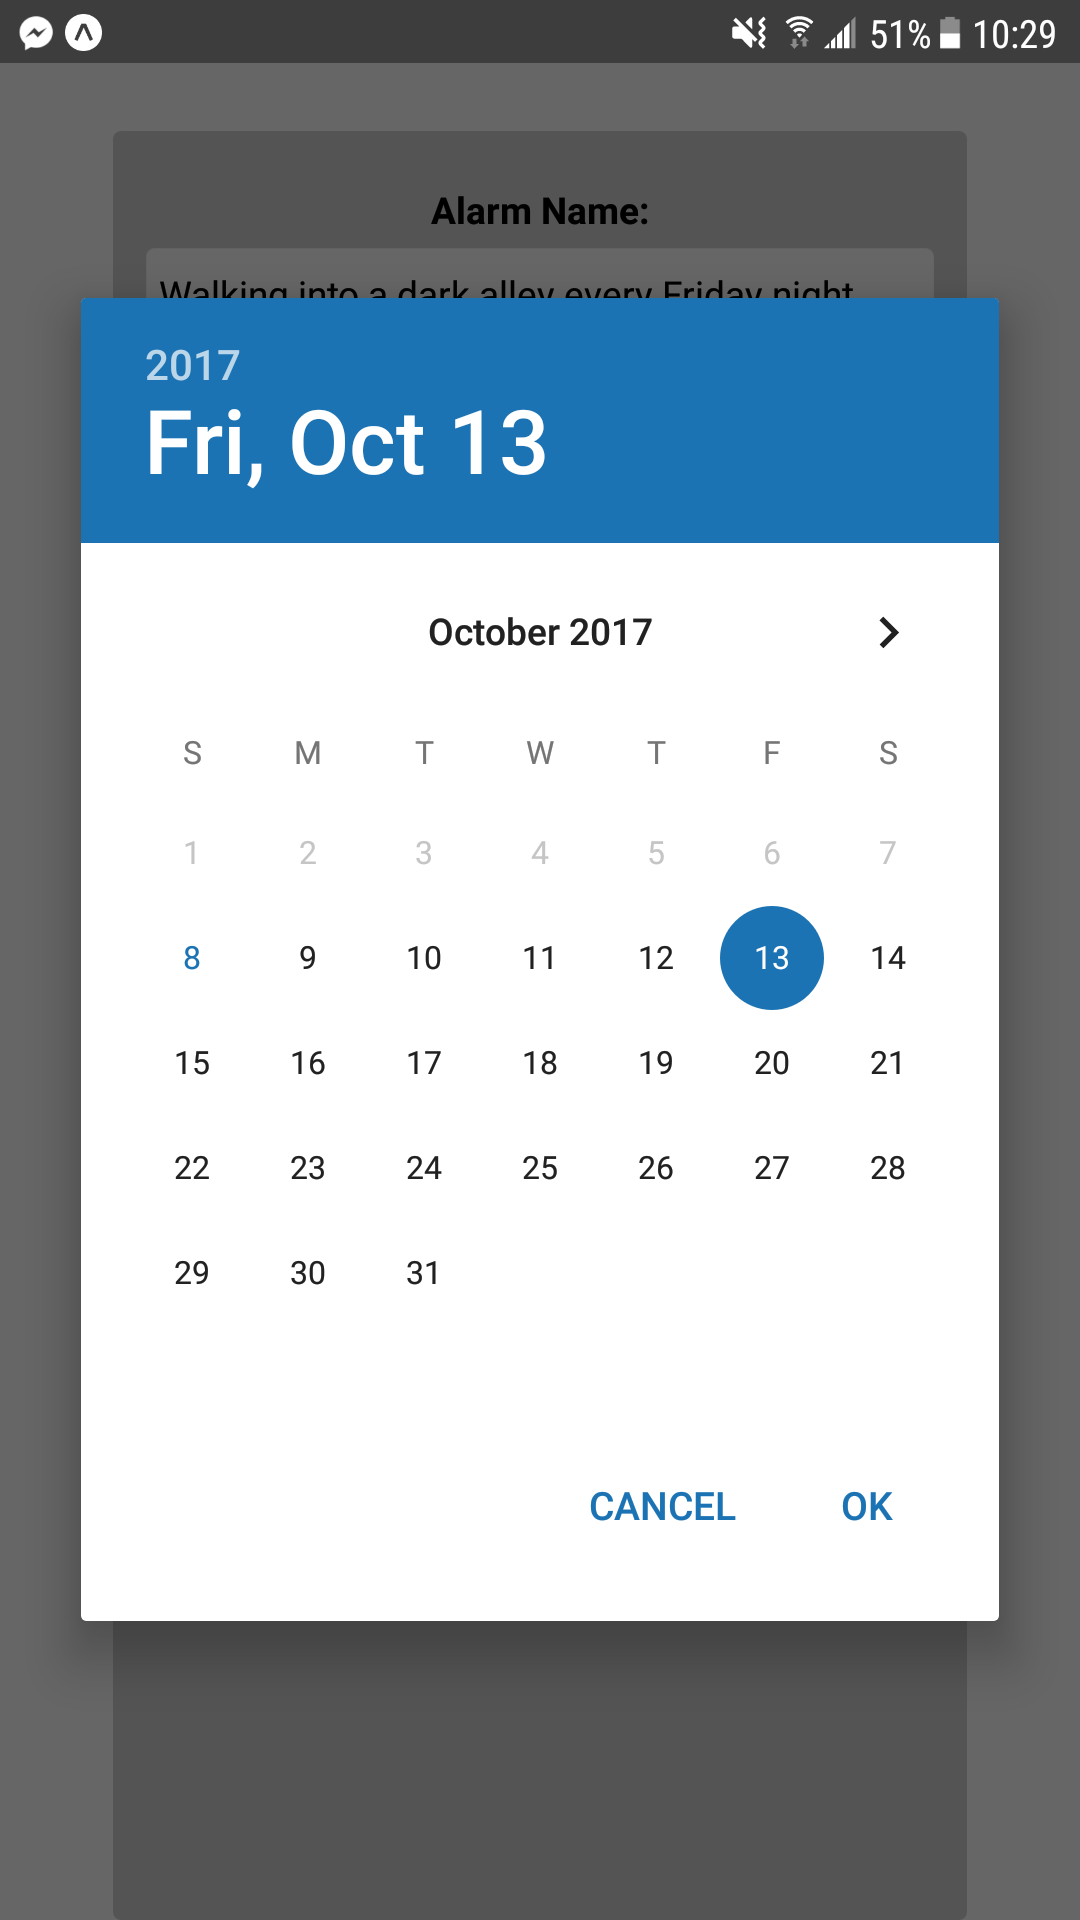 51% 10:29
Alarm Name:
Walking into a dark alley every Friday night
2017
Fri, Oct 13
October 2017
S M T W T F S
1 2 3 4 5 6 7
8 9 10 11 12 13 14
15 16 17 18 19 20 21
22 23 24 25 26 27 28
29 30 31
CANCEL OK